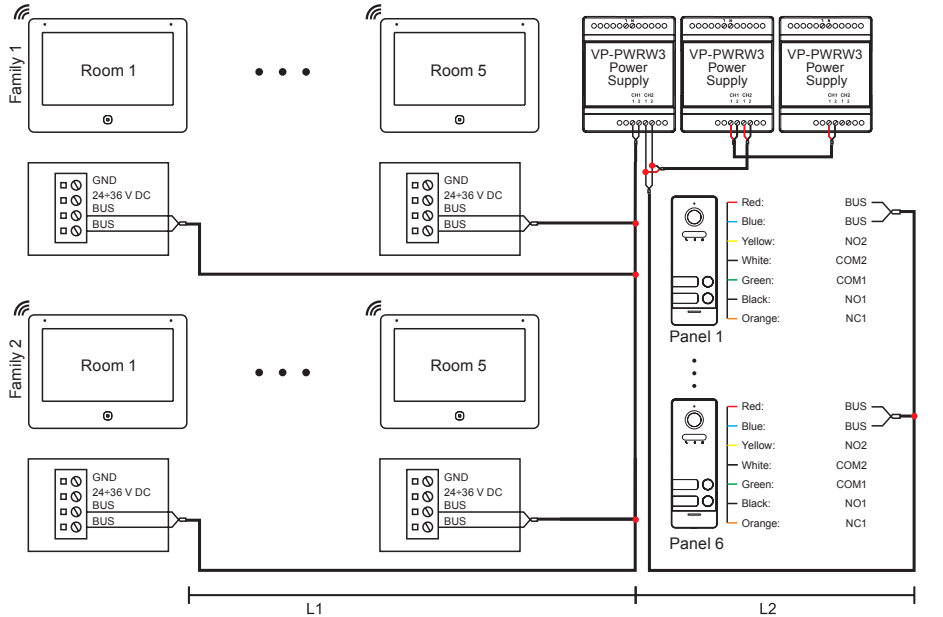 Family 1
Room 1
Room 5
GND
24÷36 V DC
BUS
BUS
GND
24÷36 V DC
BUS
BUS
Family 2
Room 1
Room 5
GND
24÷36 V DC
BUS
BUS
GND
24÷36 V DC
BUS
BUS
L1
VP-PWRW3
Power
Supply
CH1 CH2
1 2 1 2
VP-PWRW3
Power
Supply
CH1 CH2
1 2 1 2
VP-PWRW3
Power
Supply
CH1 CH2
1 2 1 2
Red: BUS
Blue: BUS
Yellow: NO2
White: COM2
Green: COM1
Black: NO1
Orange: NC1
Panel 1
Red: BUS
Blue: BUS
Yellow: NO2
White: COM2
Green: COM1
Black: NO1
Orange: NC1
Panel 6
L2